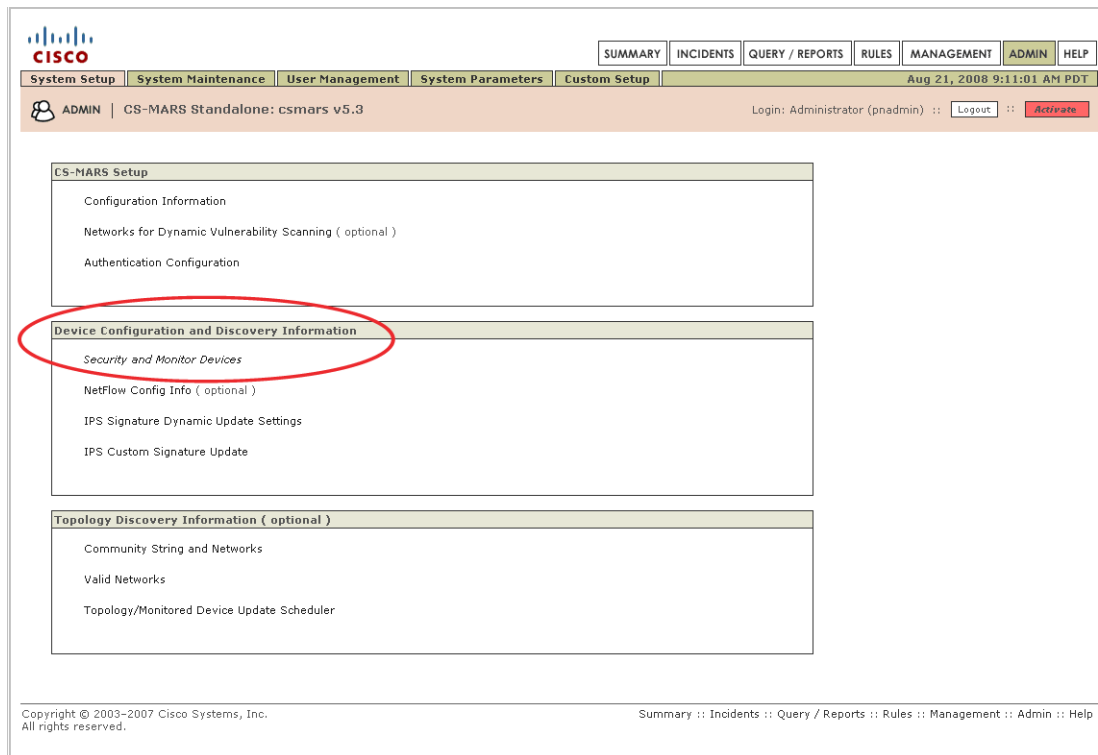 CISCO
SUMMARY INCIDENTS QUERY / REPORTS RULES MANAGEMENT ADMIN HELP
System Setup System Maintenance User Management System Parameters Custom Setup Aug 21, 2008 9:11:01 AM PDT
ADMIN | CS-MARS Standalone: csmars v5.3 Login: Administrator (pnadmin) :: Logout :: Activate
CS-MARS Setup
Configuration Information
Networks for Dynamic Vulnerability Scanning ( optional )
Authentication Configuration
Device Configuration and Discovery Information
Security and Monitor Devices
NetFlow Config Info ( optional )
IPS Signature Dynamic Update Settings
IPS Custom Signature Update
Topology Discovery Information ( optional )
Community String and Networks
Valid Networks
Topology/Monitored Device Update Scheduler
Copyright © 2003-2007 Cisco Systems, Inc. Summary :: Incidents :: Query / Reports :: Rules :: Management :: Admin :: Help
All rights reserved.